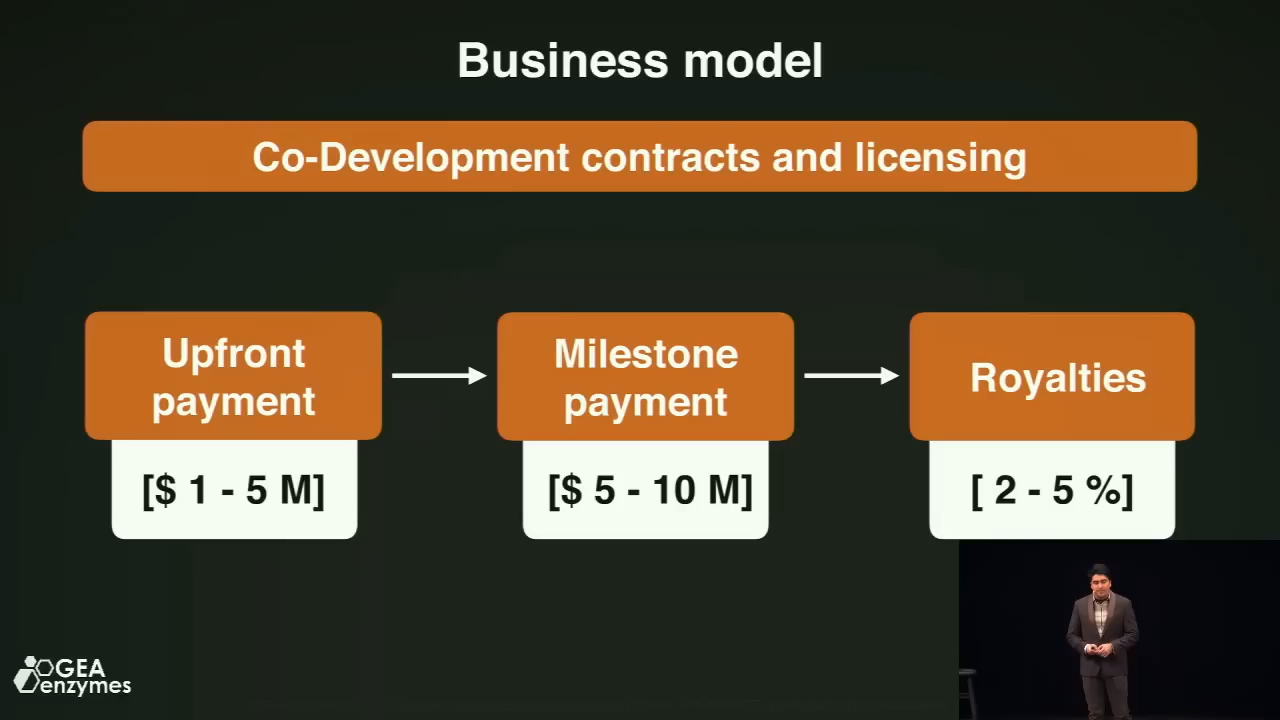 Business model
Co-Development contracts and licensing
Upfront
payment
Milestone
payment
Royalties
[$ 1 - 5 M]
[$ 5 - 10 M]
[ 2 - 5 %]
GEA
enzymes